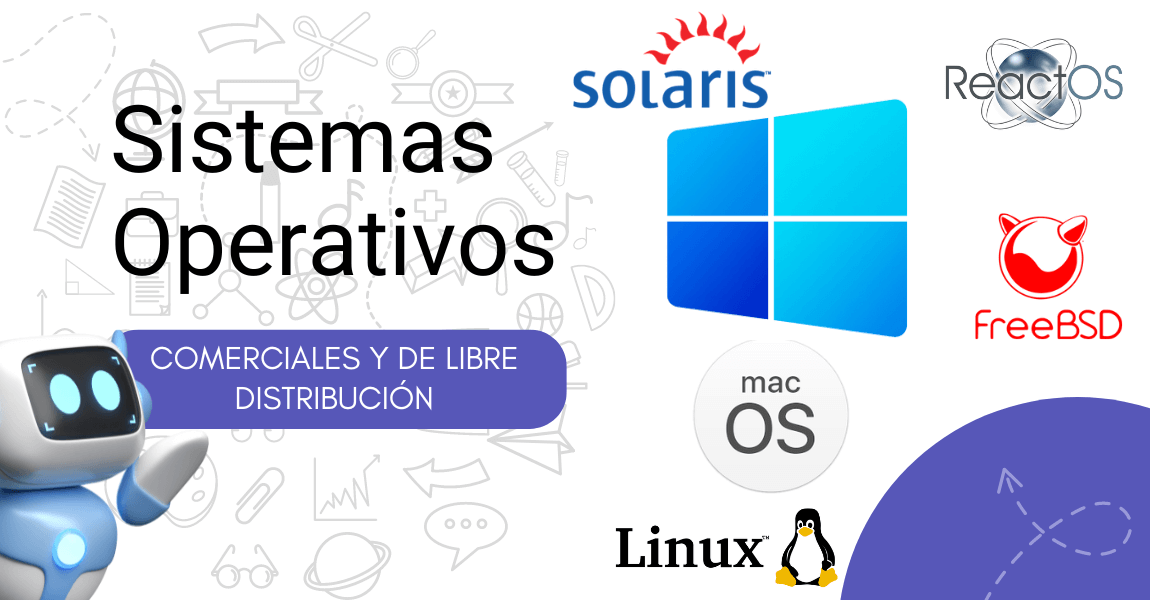 Sistemas
Operativos
COMERCIALES Y DE LIBRE
DISTRIBUCIÓN
solaris™
ReactOS
FreeBSD
mac
OS
Linux™